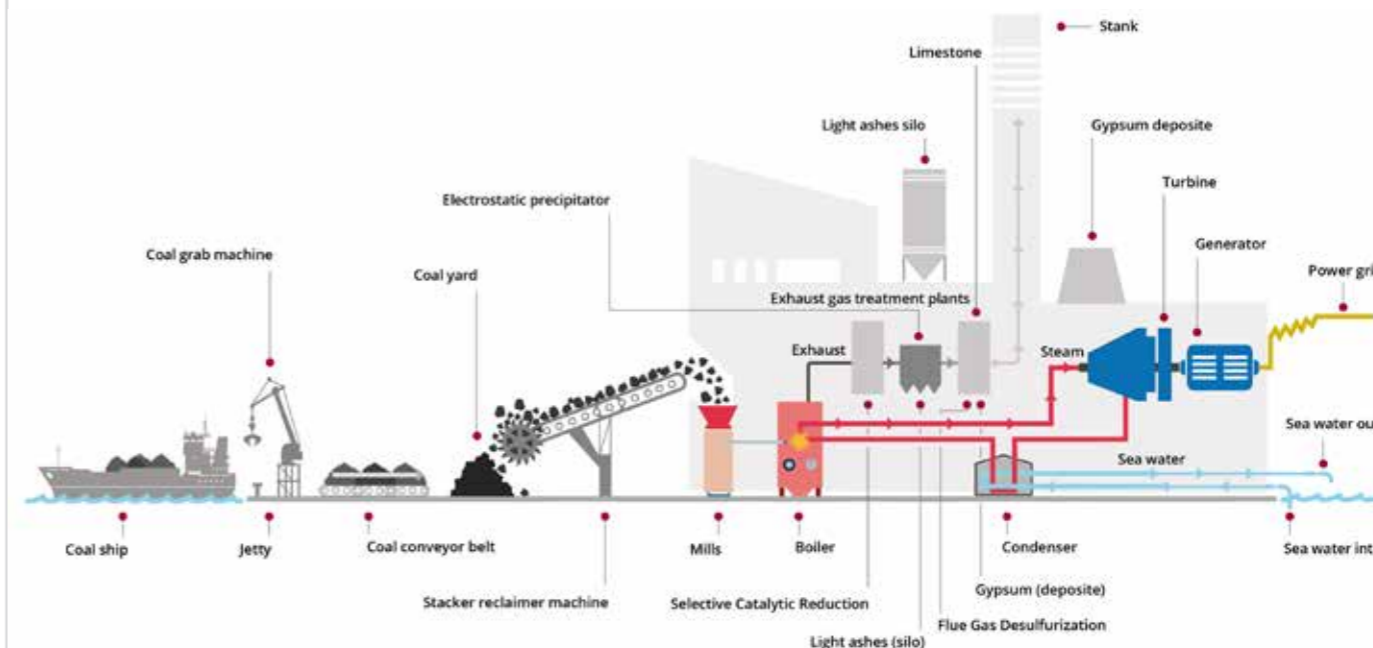 Stank
Limestone
Light ashes silo
Gypsum deposite
Turbine
Electrostatic precipitator
Generator
Coal grab machine
Power gri
Coal yard
Exhaust gas treatment plants
Exhaust
Steam
Sea water ou
Sea water
Coal ship
Jetty
Coal conveyor belt
Mills
Boiler
Condenser
Sea water int
Stacker reclaimer machine
Selective Catalytic Reduction
Gypsum (deposite)
Flue Gas Desulfurization
Light ashes (silo)